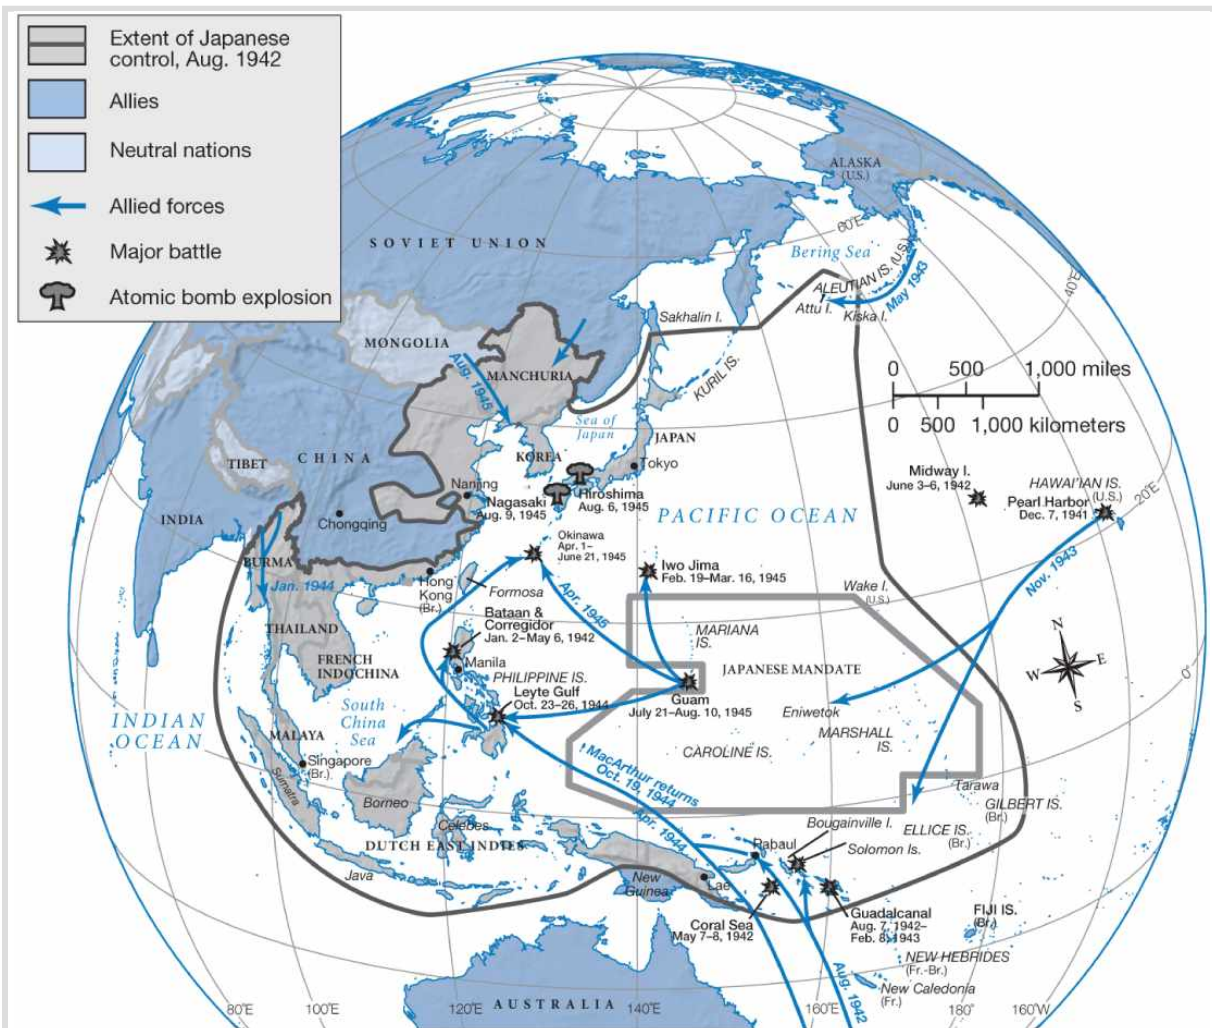 Extent of Japanese
control, Aug. 1942
Allies
Neutral nations
Allied forces
Major battle
Atomic bomb explosion
ALASKA
(U.S.)
60°E
SOVIET UNION
Bering Sea
ALEUTIAN IS. (U.S.)
May 1943
40°E
Attu I.
Kiska I.
Sakhalin I.
MONGOLIA
Aug. 1945
MANCHURIA
KURIL IS.
0 500 1,000 miles
0 500 1,000 kilometers
Sea of
Japan
JAPAN
KOREA
Tokyo
TIBET
CHINA
Nanjing
Nagasaki
Aug. 9, 1945
Hiroshima
Aug. 6, 1945
Midway I.
June 3–6, 1942
HAWAI'IAN IS.
(U.S.)
Pearl Harbor
Dec. 7, 1941
20°E
INDIA
Chongqing
PACIFIC OCEAN
Okinawa
Apr. 1–
June 21, 1945
BURMA
Jan. 1944
Hong
Kong
(Br.)
Formosa
Apr. 1945
Iwo Jima
Feb. 19–Mar. 16, 1945
Wake I.
(U.S.)
Nov. 1943
Bataan &
Corregidor
Jan. 2–May 6, 1942
THAILAND
MARIANA
IS.
JAPANESE MANDATE
N
W E
S
0°
FRENCH
INDOCHINA
Manila
PHILIPPINE IS.
Leyte Gulf
Oct. 23–26, 1944
Guam
July 21–Aug. 10, 1945
South
China
Sea
Eniwetok
MARSHALL
IS.
INDIAN
OCEAN
MALAYA
Singapore
(Br.)
CAROLINE IS.
MacArthur returns
Oct. 19, 1944
Sumatra
Borneo
Tarawa
GILBERT IS.
(Br.)
Celebes
Apr. 1944
Bougainville I.
ELLICE IS.
(Br.)
DUTCH EAST INDIES
Rabaul
Solomon Is.
Java
New
Guinea
Lae
Coral Sea
May 7–8, 1942
Guadalcanal
Aug. 7, 1942–
Feb. 8, 1943
FIJI IS.
(Br.)
NEW HEBRIDES
(Fr.-Br.)
Aug. 1942
New Caledonia
(Fr.)
AUSTRALIA
80°E 100°E 120°E 140°E 160°E 180° 160°W